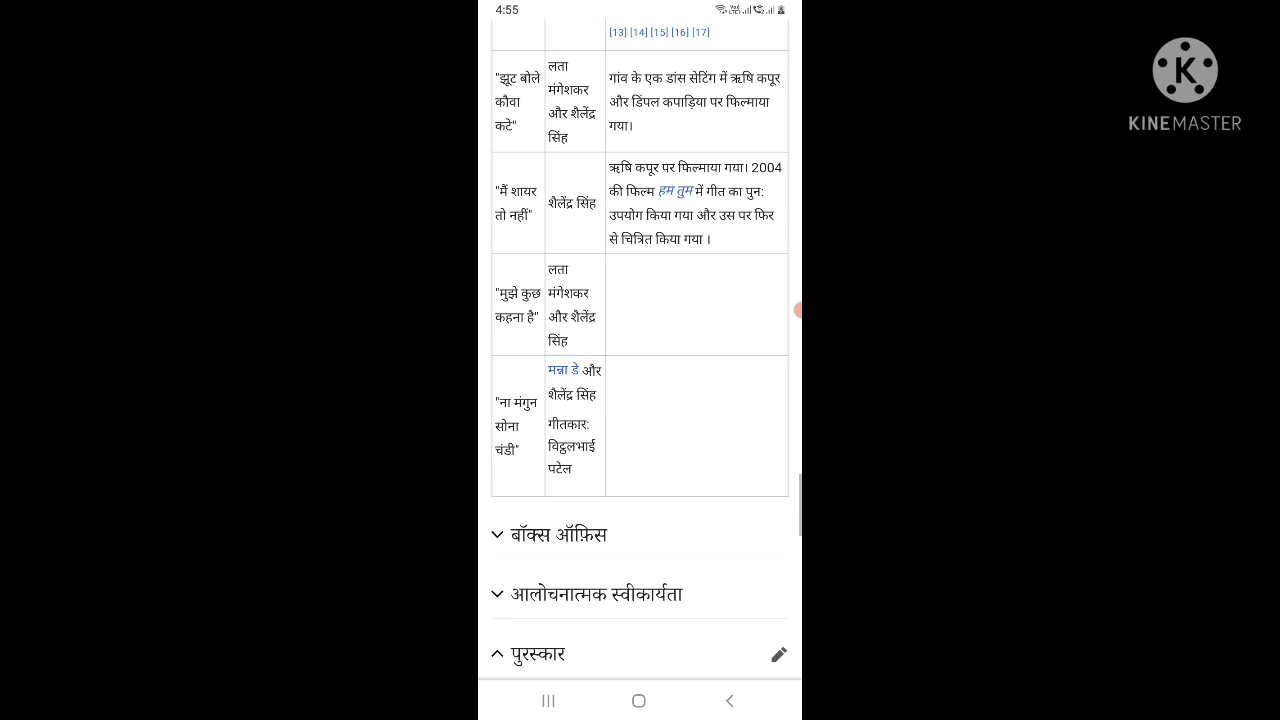 4:55
[13] [14] [15] [16] [17]
"झूट बोले
कौवा
कटे"
लता
मंगेशकर
और शैलेंद्र
सिंह
गांव के एक डांस सेटिंग में ऋषि कपूर
और डिंपल कपाड़िया पर फिल्माया
गया।
"मैं शायर
तो नहीं"
शैलेंद्र सिंह
ऋषि कपूर पर फिल्माया गया। 2004
की फिल्म हम तुम में गीत का पुन:
उपयोग किया गया और उस पर फिर
से चित्रित किया गया ।
"मुझे कुछ
कहना है"
लता
मंगेशकर
और शैलेंद्र
सिंह
"ना मंगुन
सोना
चंडी"
मन्ना डे और
शैलेंद्र सिंह
गीतकार:
विट्ठलभाई
पटेल
बॉक्स ऑफ़िस
आलोचनात्मक स्वीकार्यता
पुरस्कार
K
KINEMASTER